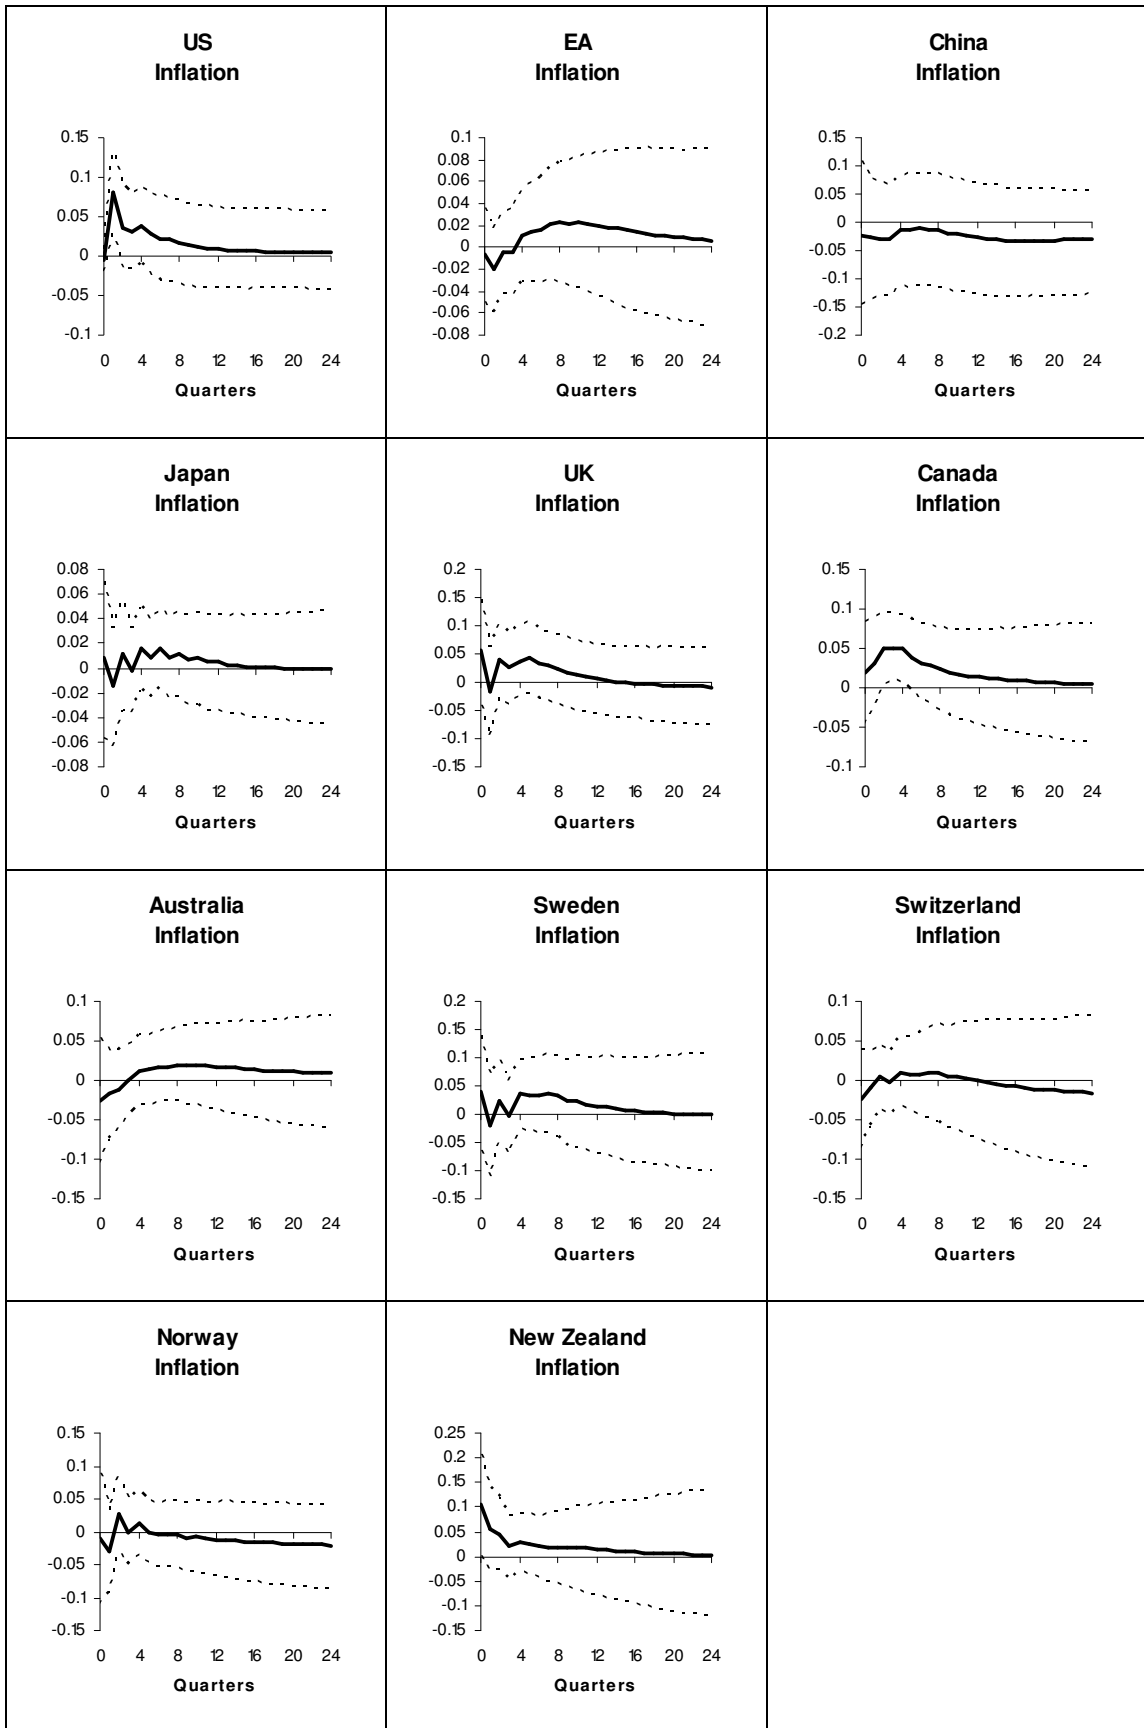 US
Inflation
0.15
0.1
0.05
0
-0.05
-0.1
0 4 8 12 16 20 24
Quarters
EA
Inflation
0.1
0.08
0.06
0.04
0.02
0
-0.02
-0.04
-0.06
-0.08
0 4 8 12 16 20 24
Quarters
China
Inflation
0.15
0.1
0.05
0
-0.05
-0.1
-0.15
-0.2
0 4 8 12 16 20 24
Quarters
Japan
Inflation
0.08
0.06
0.04
0.02
0
-0.02
-0.04
-0.06
-0.08
0 4 8 12 16 20 24
Quarters
UK
Inflation
0.2
0.15
0.1
0.05
0
-0.05
-0.1
-0.15
0 4 8 12 16 20 24
Quarters
Canada
Inflation
0.15
0.1
0.05
0
-0.05
-0.1
0 4 8 12 16 20 24
Quarters
Australia
Inflation
0.1
0.05
0
-0.05
-0.1
-0.15
0 4 8 12 16 20 24
Quarters
Sweden
Inflation
0.2
0.15
0.1
0.05
0
-0.05
-0.1
-0.15
0 4 8 12 16 20 24
Quarters
Switzerland
Inflation
0.1
0.05
0
-0.05
-0.1
-0.15
0 4 8 12 16 20 24
Quarters
Norway
Inflation
0.15
0.1
0.05
0
-0.05
-0.1
-0.15
0 4 8 12 16 20 24
Quarters
New Zealand
Inflation
0.25
0.2
0.15
0.1
0.05
0
-0.05
-0.1
-0.15
0 4 8 12 16 20 24
Quarters